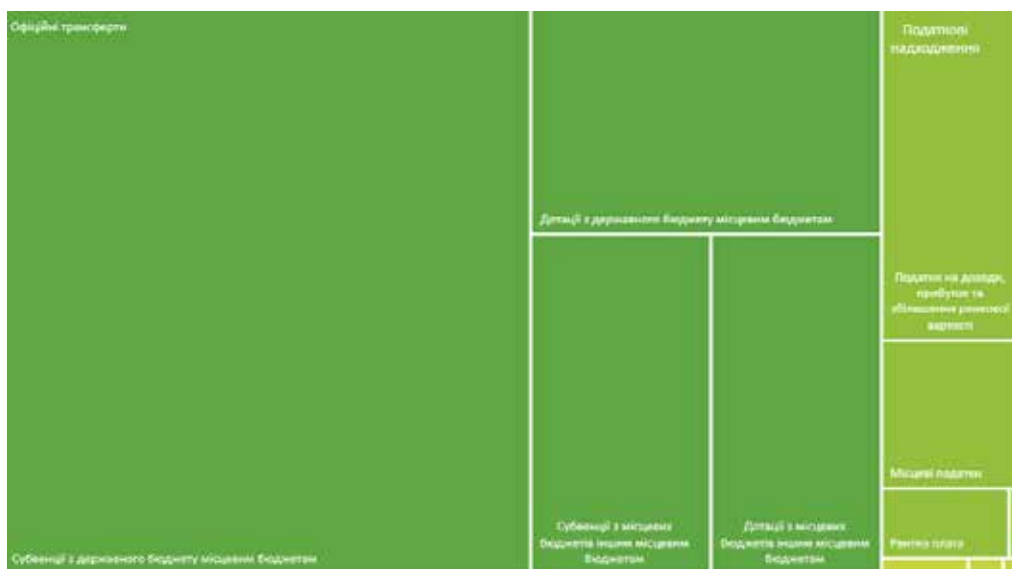 Офіційні трансферти
Субвенції з державного бюджету місцевим бюджетам
Дотації з державного бюджету місцевим бюджетам
Субвенції з місцевих
бюджетів іншим місцевим
бюджетам
Дотації з місцевих
бюджетів іншим місцевим
бюджетам
Податкові
надходження
Податок на доходи,
прибуток та
збільшення ринкової
вартості
Місцеві податки
Рентна плата